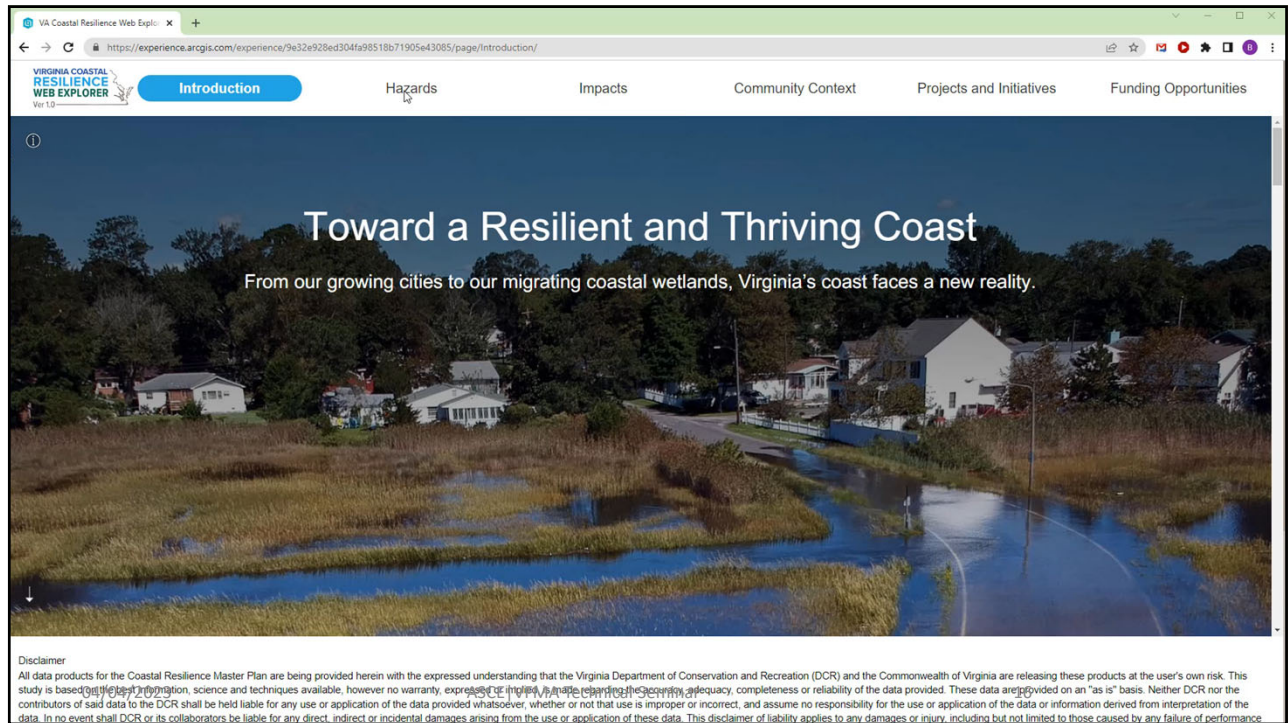 VA Coastal Resilience Web Explor
https://experience.arcgis.com/experience/9e32e928ed304fa98518b71905e43085/page/Introduction/
B
VIRGINIA COASTAL
RESILIENCE
WEB EXPLORER
Ver 1.0
Introduction
Hazards
Impacts
Community Context
Projects and Initiatives
Funding Opportunities
Toward a Resilient and Thriving Coast
From our growing cities to our migrating coastal wetlands, Virginia's coast faces a new reality.
Disclaimer
All data products for the Coastal Resilience Master Plan are being provided herein with the expressed understanding that the Virginia Department of Conservation and Recreation (DCR) and the Commonwealth of Virginia are releasing these products at the user's own risk. This
study is based on the best information, science and techniques available, however no warranty, expressed or implied, is made regarding the accuracy, adequacy, completeness or reliability of the data provided. These data are provided on an "as is" basis. Neither DCR nor the
04/04/2023
ASCE|VFMA Technical Seminar
16
contributors of said data to the DCR shall be held liable for any use or application of the data provided whatsoever, whether or not that use is improper or incorrect, and assume no responsibility for the use or application of the data or information derived from interpretation of the
data. In no event shall DCR or its collaborators be liable for any direct, indirect or incidental damages arising from the use or application of these data. This disclaimer of liability applies to any damages or injury, including but not limited to those caused by any failure of performance